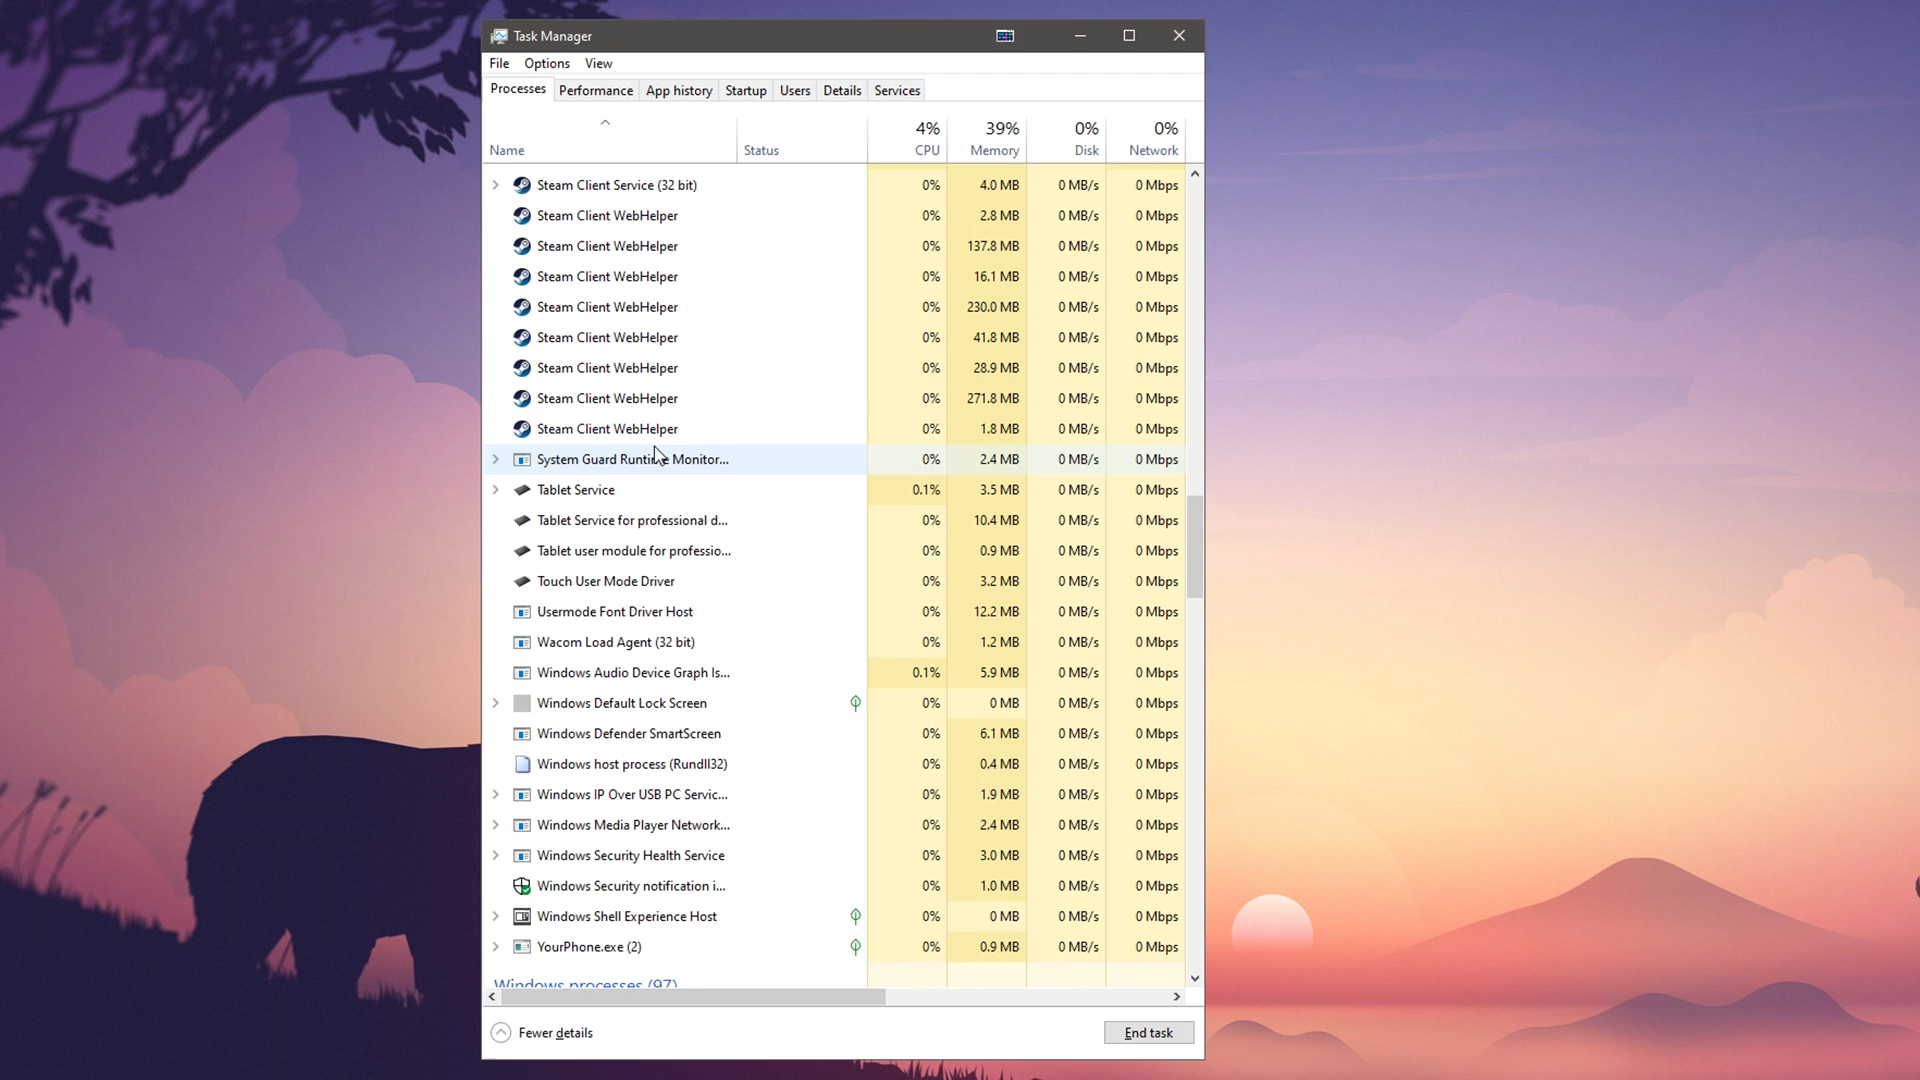 Task Manager
File Options View
Processes Performance App history Startup Users Details Services
4% 39% 0% 0%
Name Status CPU Memory Disk Network
Steam Client Service (32 bit) 0% 4.0 MB 0 MB/s 0 Mbps
Steam Client WebHelper 0% 2.8 MB 0 MB/s 0 Mbps
Steam Client WebHelper 0% 137.8 MB 0 MB/s 0 Mbps
Steam Client WebHelper 0% 16.1 MB 0 MB/s 0 Mbps
Steam Client WebHelper 0% 230.0 MB 0 MB/s 0 Mbps
Steam Client WebHelper 0% 41.8 MB 0 MB/s 0 Mbps
Steam Client WebHelper 0% 28.9 MB 0 MB/s 0 Mbps
Steam Client WebHelper 0% 271.8 MB 0 MB/s 0 Mbps
Steam Client WebHelper 0% 1.8 MB 0 MB/s 0 Mbps
System Guard Runtime Monitor... 0% 2.4 MB 0 MB/s 0 Mbps
Tablet Service 0.1% 3.5 MB 0 MB/s 0 Mbps
Tablet Service for professional d... 0% 10.4 MB 0 MB/s 0 Mbps
Tablet user module for professio... 0% 0.9 MB 0 MB/s 0 Mbps
Touch User Mode Driver 0% 3.2 MB 0 MB/s 0 Mbps
Usermode Font Driver Host 0% 12.2 MB 0 MB/s 0 Mbps
Wacom Load Agent (32 bit) 0% 1.2 MB 0 MB/s 0 Mbps
Windows Audio Device Graph Is... 0.1% 5.9 MB 0 MB/s 0 Mbps
Windows Default Lock Screen 0% 0 MB 0 MB/s 0 Mbps
Windows Defender SmartScreen 0% 6.1 MB 0 MB/s 0 Mbps
Windows host process (Rundll32) 0% 0.4 MB 0 MB/s 0 Mbps
Windows IP Over USB PC Servic... 0% 1.9 MB 0 MB/s 0 Mbps
Windows Media Player Network... 0% 2.4 MB 0 MB/s 0 Mbps
Windows Security Health Service 0% 3.0 MB 0 MB/s 0 Mbps
Windows Security notification i... 0% 1.0 MB 0 MB/s 0 Mbps
Windows Shell Experience Host 0% 0 MB 0 MB/s 0 Mbps
YourPhone.exe (2) 0% 0.9 MB 0 MB/s 0 Mbps
Windows processes (97)
Fewer details End task